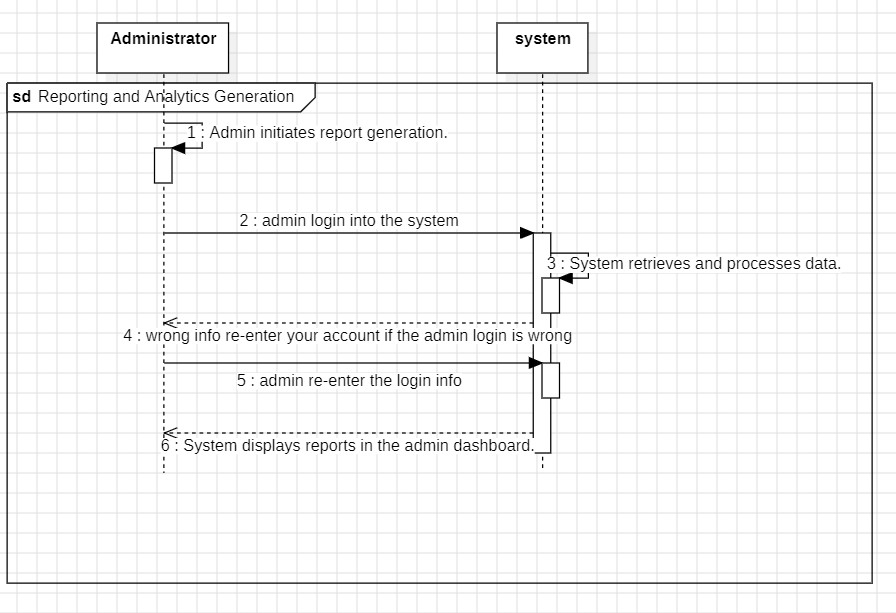 Administrator
system
sd Reporting and Analytics Generation
1 : Admin initiates report generation.
2 : admin login into the system
3 : System retrieves and processes data.
4 : wrong info re-enter your account if the admin login is wrong
5 : admin re-enter the login info
6 : System displays reports in the admin dashboard.